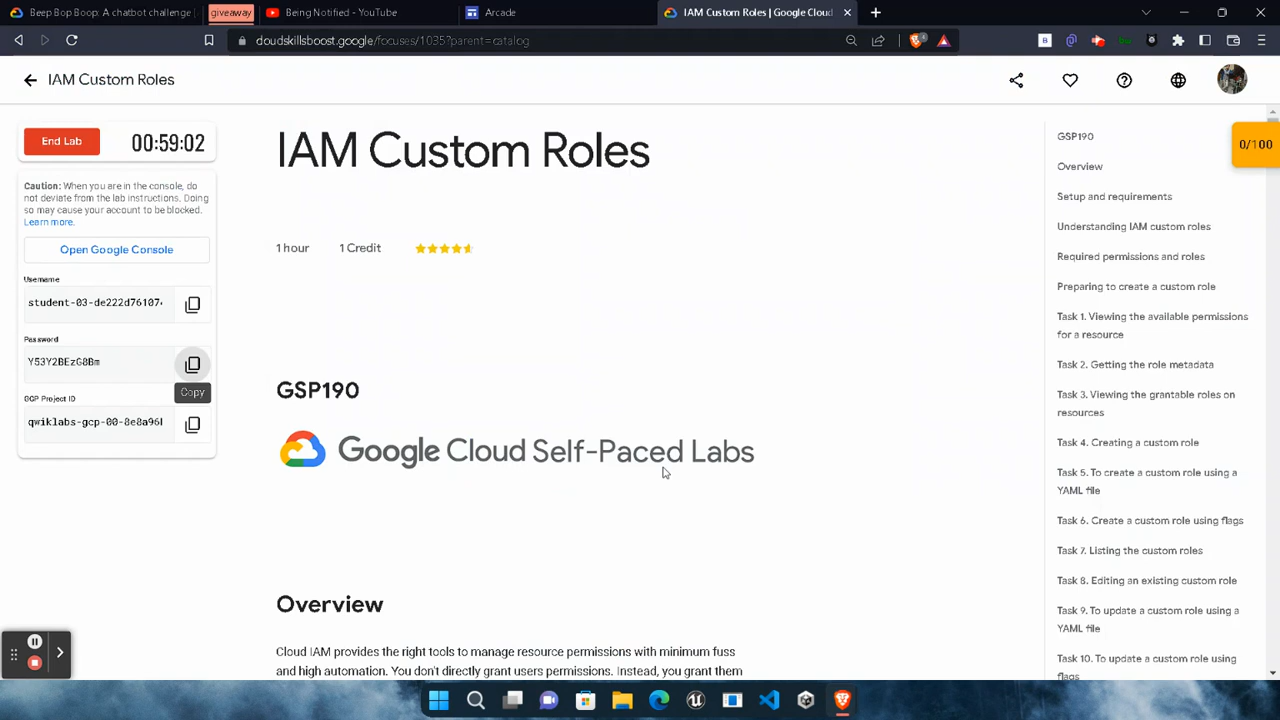 Beep Bop Boop: A chatbot challenge
giveaway
Being Notified - YouTube
Arcade
IAM Custom Roles | Google Cloud
cloudskillsboost.google/focuses/1035?parent=catalog
IAM Custom Roles
End Lab
00:59:02
Caution: When you are in the console, do
not deviate from the lab instructions. Doing
so may cause your account to be blocked.
Learn more.
Open Google Console
Username
student-03-de222d76107
Password
Y53Y2BEzG8Bm
Copy
GCP Project ID
qwiklabs-gcp-00-8e8a96
IAM Custom Roles
1 hour
1 Credit
GSP190
Google Cloud Self-Paced Labs
Overview
Cloud IAM provides the right tools to manage resource permissions with minimum fuss
and high automation. You don't directly grant users permissions. Instead, you grant them
GSP190
Overview
Setup and requirements
Understanding IAM custom roles
Required permissions and roles
Preparing to create a custom role
Task 1. Viewing the available permissions
for a resource
Task 2. Getting the role metadata
Task 3. Viewing the grantable roles on
resources
Task 4. Creating a custom role
Task 5. To create a custom role using a
YAML file
Task 6. Create a custom role using flags
Task 7. Listing the custom roles
Task 8. Editing an existing custom role
Task 9. To update a custom role using a
YAML file
Task 10. To update a custom role using
flags
0/100